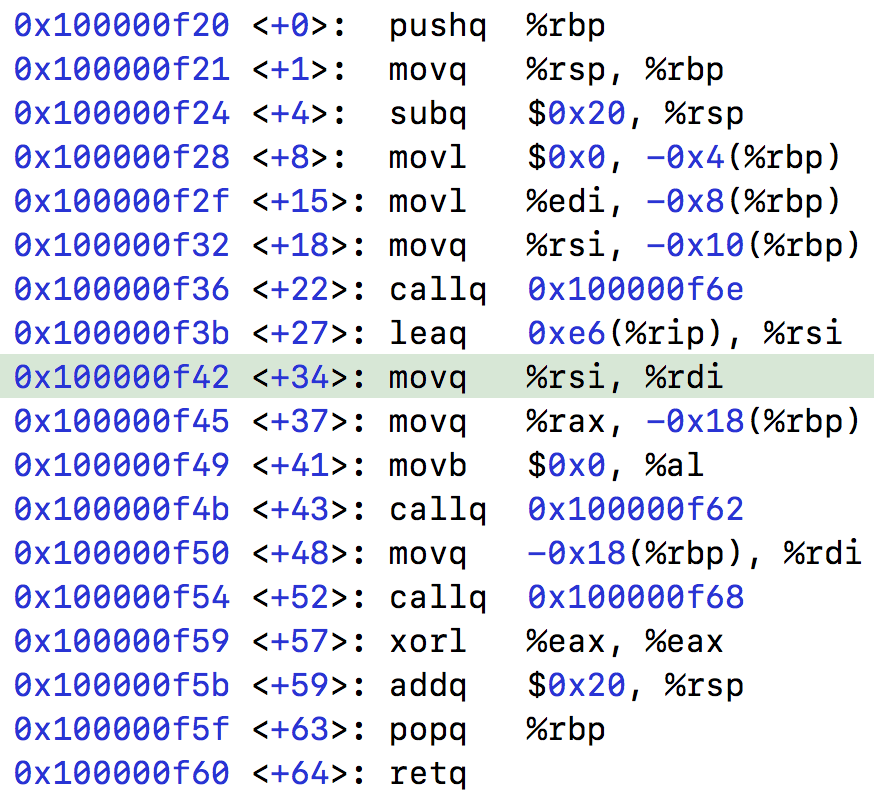 0x100000f20 <+0>: pushq %rbp
0x100000f21 <+1>: movq %rsp, %rbp
0x100000f24 <+4>: subq $0x20, %rsp
0x100000f28 <+8>: movl $0x0, -0x4(%rbp)
0x100000f2f <+15>: movl %edi, -0x8(%rbp)
0x100000f32 <+18>: movq %rsi, -0x10(%rbp)
0x100000f36 <+22>: callq 0x100000f6e
0x100000f3b <+27>: leaq 0xe6(%rip), %rsi
0x100000f42 <+34>: movq %rsi, %rdi
0x100000f45 <+37>: movq %rax, -0x18(%rbp)
0x100000f49 <+41>: movb $0x0, %al
0x100000f4b <+43>: callq 0x100000f62
0x100000f50 <+48>: movq -0x18(%rbp), %rdi
0x100000f54 <+52>: callq 0x100000f68
0x100000f59 <+57>: xorl %eax, %eax
0x100000f5b <+59>: addq $0x20, %rsp
0x100000f5f <+63>: popq %rbp
0x100000f60 <+64>: retq